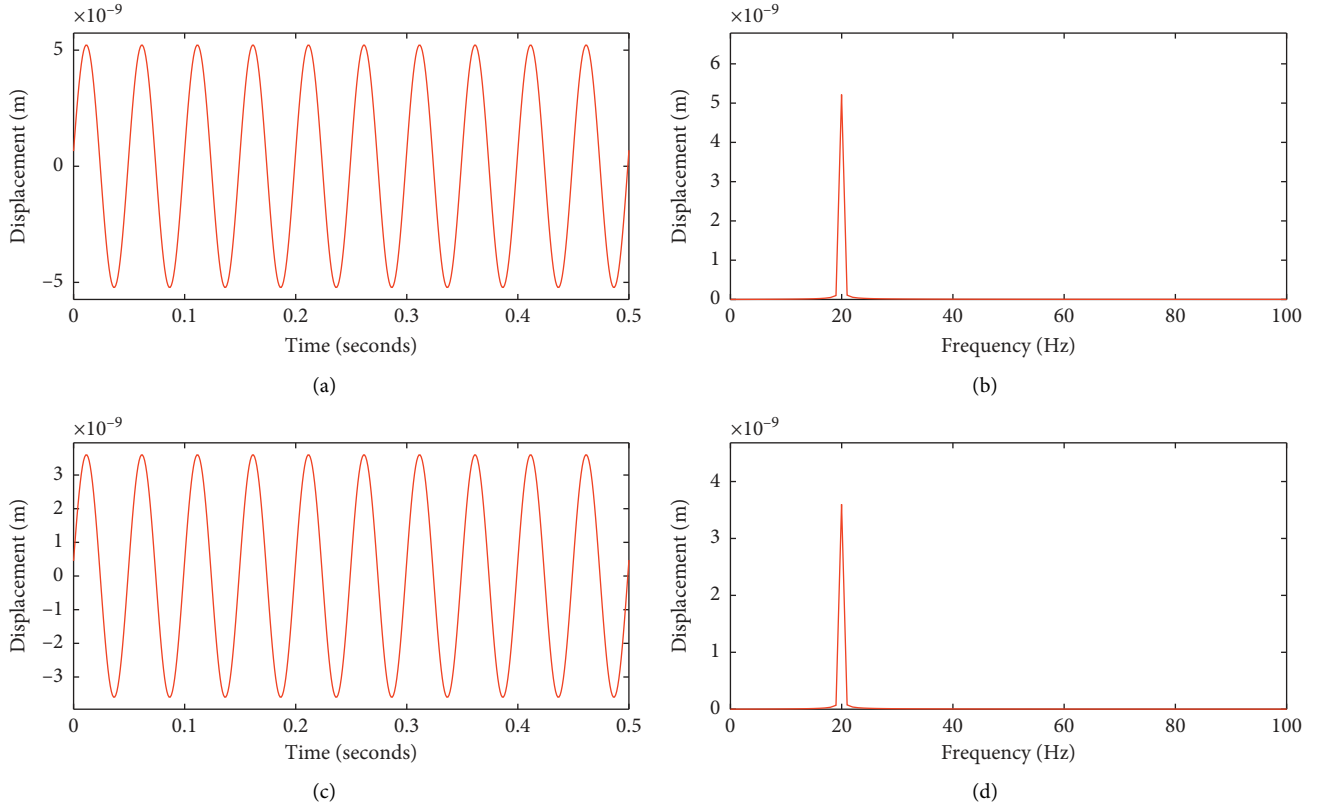 ×10⁻⁹
5
0
−5
Displacement (m)
0 0.1 0.2 0.3 0.4 0.5
Time (seconds)
(a)
×10⁻⁹
6
5
4
3
2
1
0
Displacement (m)
0 20 40 60 80 100
Frequency (Hz)
(b)
×10⁻⁹
3
2
1
0
−1
−2
−3
Displacement (m)
0 0.1 0.2 0.3 0.4 0.5
Time (seconds)
(c)
×10⁻⁹
4
3
2
1
0
Displacement (m)
0 20 40 60 80 100
Frequency (Hz)
(d)